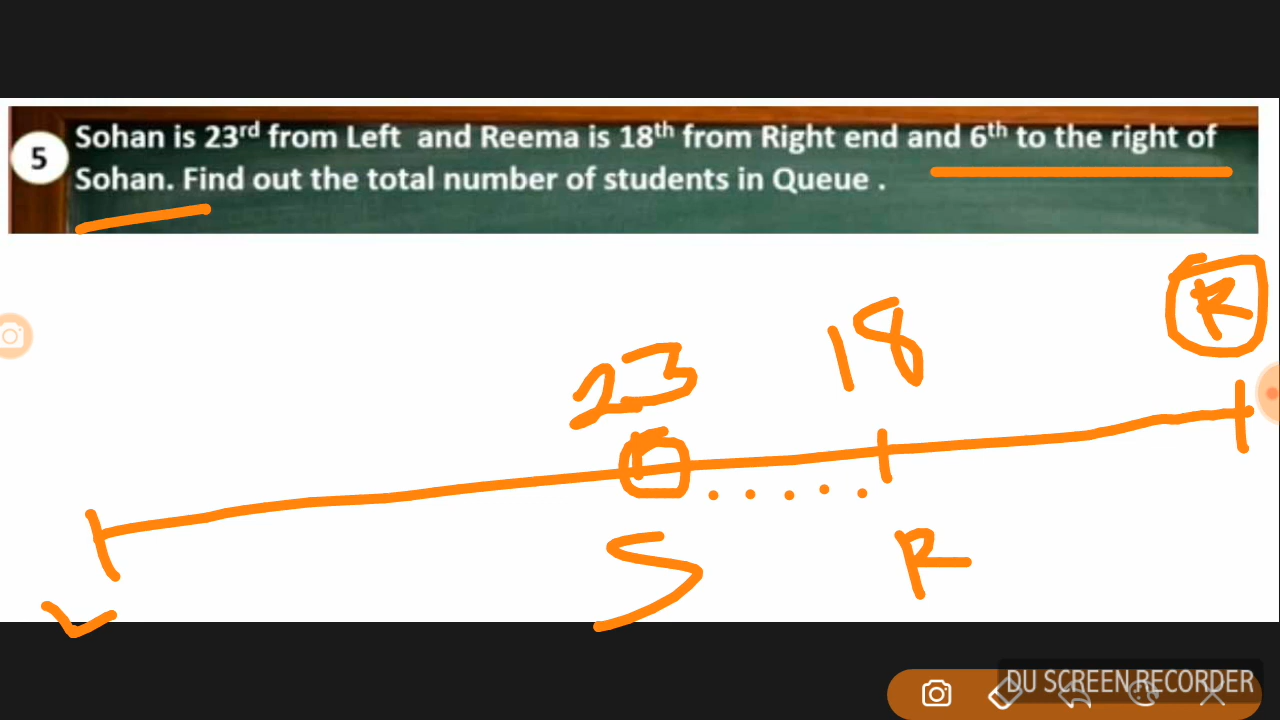 5
Sohan is 23rd from Left and Reema is 18th from Right end and 6th to the right of
Sohan. Find out the total number of students in Queue .
R
23
18
S
R
L
DU SCREEN RECORDER